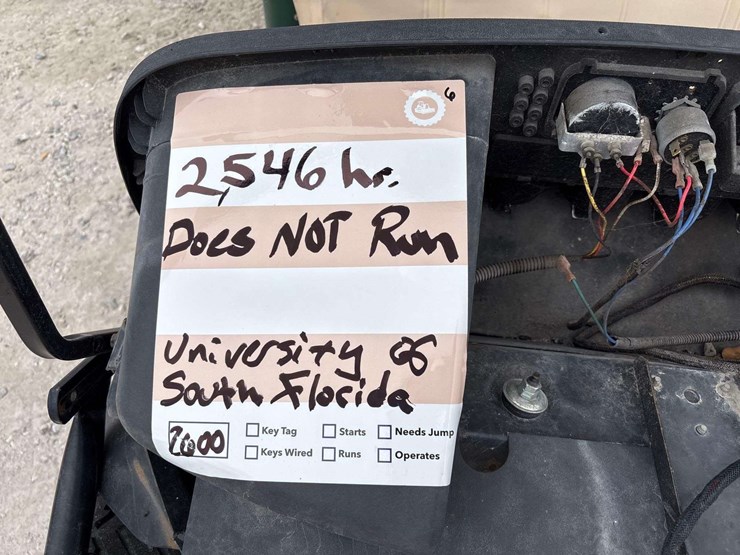 6
2,546 hr.
Does NOT Run
University of
South Florida
2600
Key Tag Starts Needs Jump
Keys Wired Runs Operates